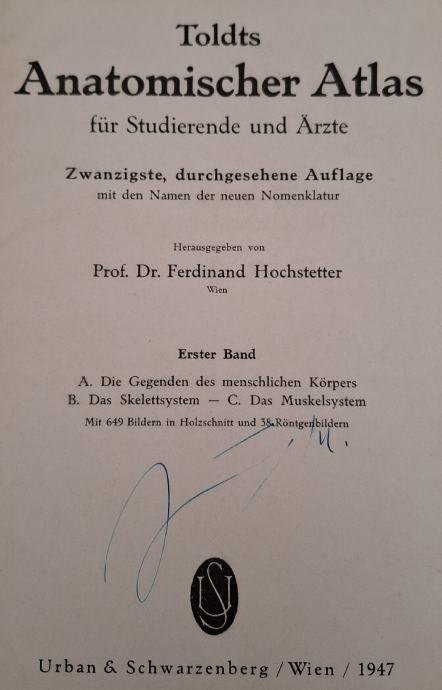 Toldts
Anatomischer Atlas
für Studierende und Ärzte
Zwanzigste, durchgesehene Auflage
mit den Namen der neuen Nomenklatur
Herausgegeben von
Prof. Dr. Ferdinand Hochstetter
Wien
Erster Band
A. Die Gegenden des menschlichen Körpers
B. Das Skelettsystem — C. Das Muskelsystem
Mit 649 Bildern in Holzschnitt und 38 Röntgenbildern
US
Urban & Schwarzenberg / Wien / 1947